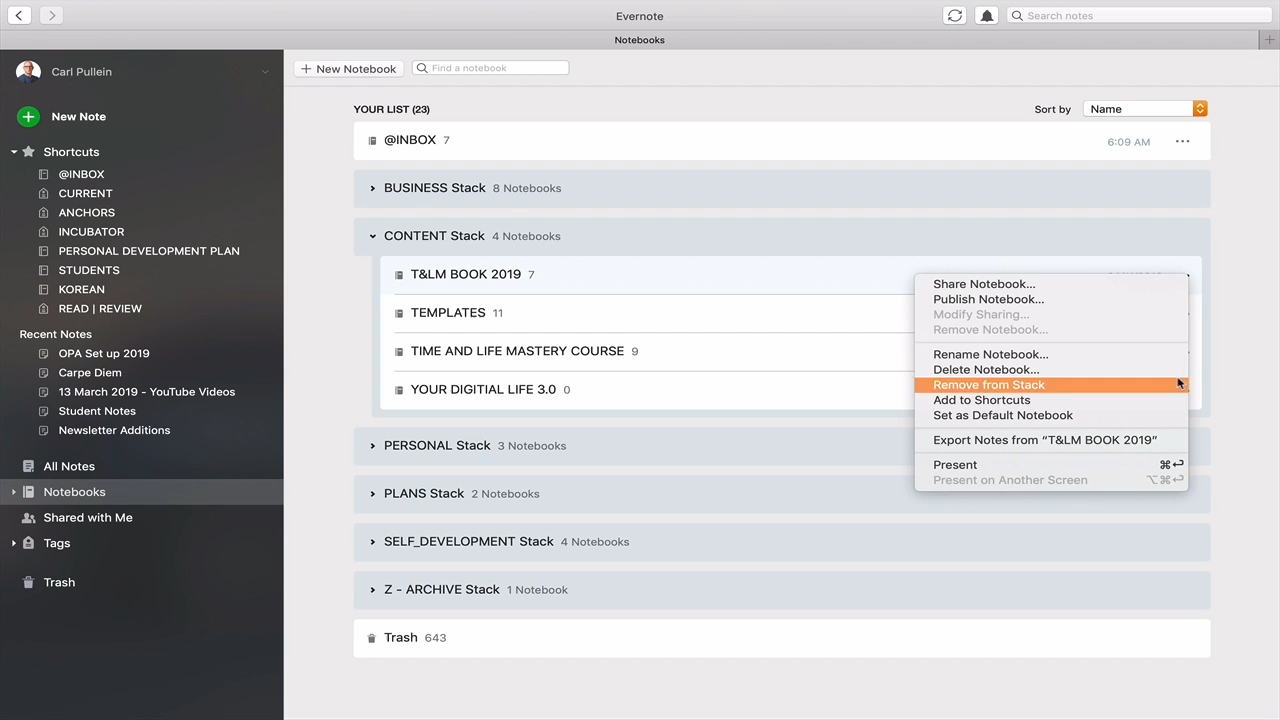 Evernote
Search notes
Notebooks
Carl Pullein
New Note
Shortcuts
@INBOX
CURRENT
ANCHORS
INCUBATOR
PERSONAL DEVELOPMENT PLAN
STUDENTS
KOREAN
READ | REVIEW
Recent Notes
OPA Set up 2019
Carpe Diem
13 March 2019 - YouTube Videos
Student Notes
Newsletter Additions
All Notes
Notebooks
Shared with Me
Tags
Trash
+ New Notebook
Find a notebook
YOUR LIST (23)
Sort by Name
@INBOX 7 6:09 AM
BUSINESS Stack 8 Notebooks
CONTENT Stack 4 Notebooks
T&LM BOOK 2019 7
TEMPLATES 11
TIME AND LIFE MASTERY COURSE 9
YOUR DIGITIAL LIFE 3.0 0
PERSONAL Stack 3 Notebooks
PLANS Stack 2 Notebooks
SELF_DEVELOPMENT Stack 4 Notebooks
Z - ARCHIVE Stack 1 Notebook
Trash 643
Share Notebook...
Publish Notebook...
Modify Sharing...
Remove Notebook...
Rename Notebook...
Delete Notebook...
Remove from Stack
Add to Shortcuts
Set as Default Notebook
Export Notes from “T&LM BOOK 2019”
Present ⌘↩
Present on Another Screen ⌥⌘↩